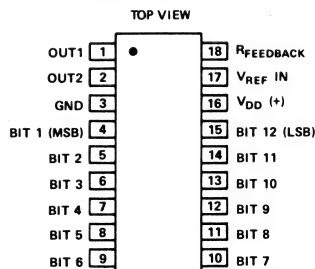 TOP VIEW
OUT1 1 18 RFEEDBACK
OUT2 2 17 VREF IN
GND 3 16 VDD (+)
BIT 1 (MSB) 4 15 BIT 12 (LSB)
BIT 2 5 14 BIT 11
BIT 3 6 13 BIT 10
BIT 4 7 12 BIT 9
BIT 5 8 11 BIT 8
BIT 6 9 10 BIT 7